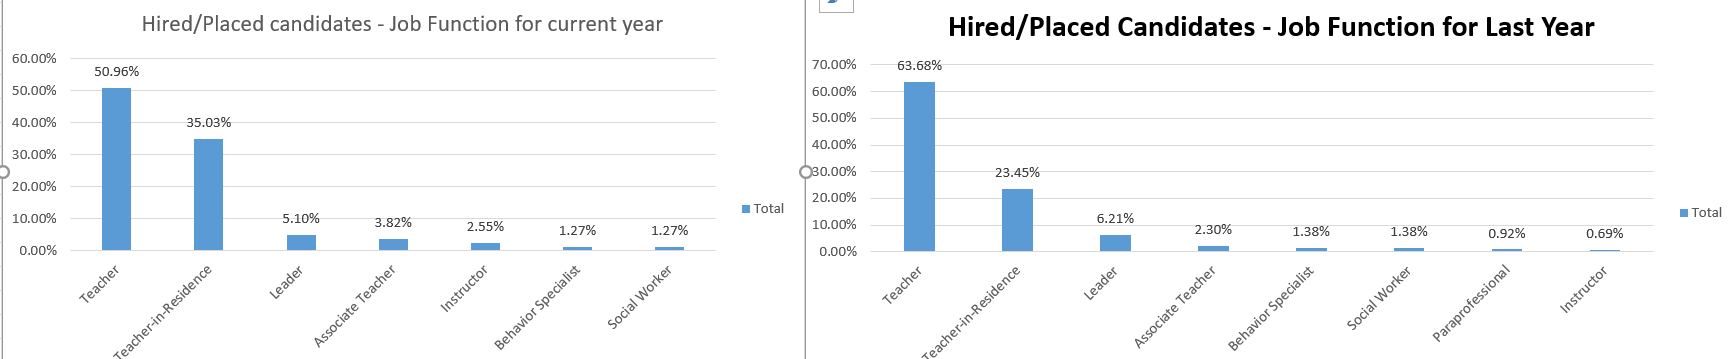 Hired/Placed candidates - Job Function for current year
60.00%
50.00%
40.00%
30.00%
20.00%
10.00%
0.00%
50.96%
35.03%
5.10%
3.82%
2.55%
1.27%
1.27%
Teacher
Teacher-in-Residence
Leader
Associate Teacher
Instructor
Behavior Specialist
Social Worker
Total
Hired/Placed Candidates - Job Function for Last Year
70.00%
60.00%
50.00%
40.00%
30.00%
20.00%
10.00%
0.00%
63.68%
23.45%
6.21%
2.30%
1.38%
1.38%
0.92%
0.69%
Teacher
Teacher-in-Residence
Leader
Associate Teacher
Behavior Specialist
Social Worker
Paraprofessional
Instructor
Total